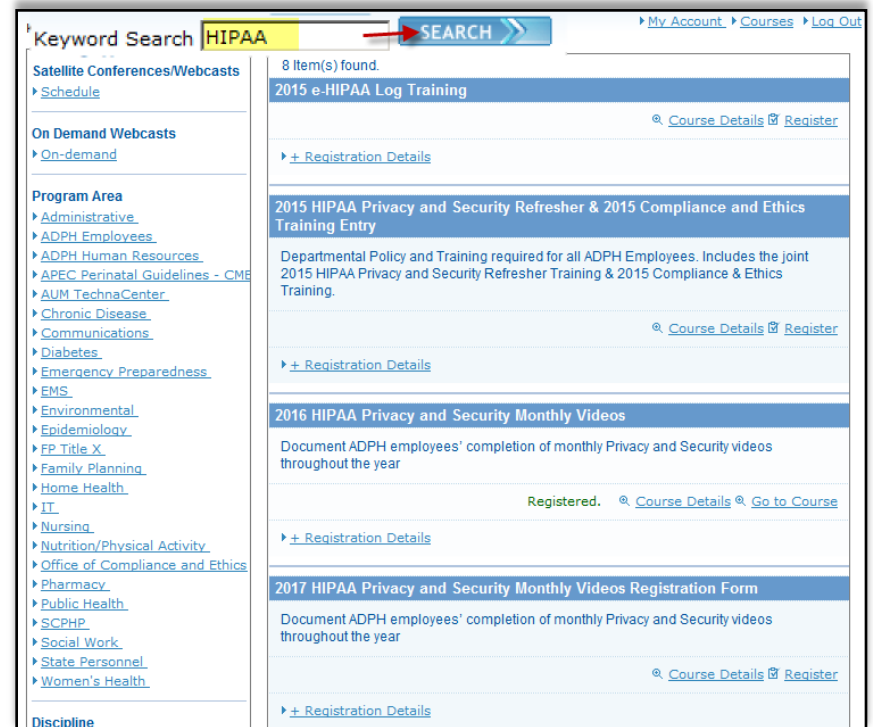 My Account Courses Log Out
Keyword Search HIPAA SEARCH
Satellite Conferences/Webcasts
Schedule
On Demand Webcasts
On-demand
Program Area
Administrative
ADPH Employees
ADPH Human Resources
APEC Perinatal Guidelines - CME
AUM TechnaCenter
Chronic Disease
Communications
Diabetes
Emergency Preparedness
EMS
Environmental
Epidemiology
FP Title X
Family Planning
Home Health
IT
Nursing
Nutrition/Physical Activity
Office of Compliance and Ethics
Pharmacy
Public Health
SCPHP
Social Work
State Personnel
Women's Health
Discipline
8 Item(s) found.
2015 e-HIPAA Log Training
Course Details Register
+ Registration Details
2015 HIPAA Privacy and Security Refresher & 2015 Compliance and Ethics
Training Entry
Departmental Policy and Training required for all ADPH Employees. Includes the joint
2015 HIPAA Privacy and Security Refresher Training & 2015 Compliance & Ethics
Training.
Course Details Register
+ Registration Details
2016 HIPAA Privacy and Security Monthly Videos
Document ADPH employees' completion of monthly Privacy and Security videos
throughout the year
Registered. Course Details Go to Course
+ Registration Details
2017 HIPAA Privacy and Security Monthly Videos Registration Form
Document ADPH employees' completion of monthly Privacy and Security videos
throughout the year
Course Details Register
+ Registration Details